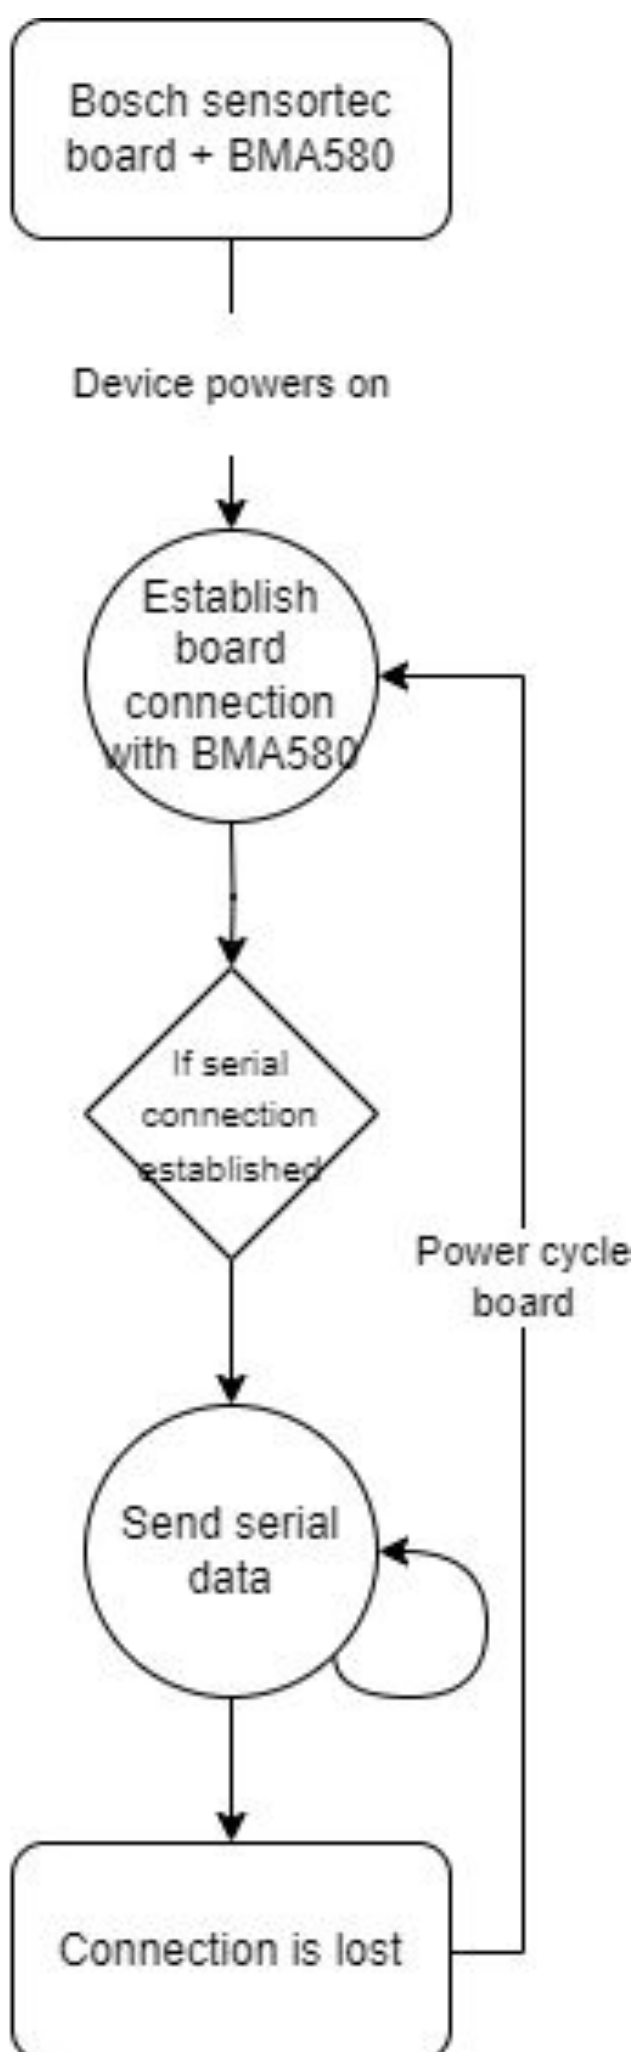 Bosch sensortec
board + BMA580
Device powers on
Establish
board
connection
with BMA580
If serial
connection
established
Power cycle
board
Send serial
data
Connection is lost